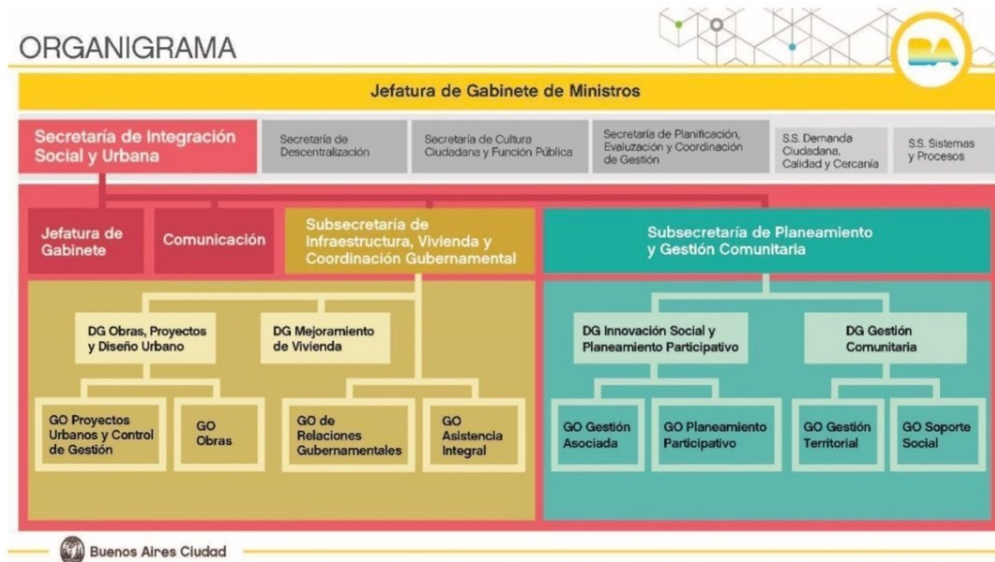 ORGANIGRAMA
BA
Jefatura de Gabinete de Ministros
Secretaría de Integración
Social y Urbana
Secretaría de
Descentralización
Secretaría de Cultura
Ciudadana y Función Pública
Secretaría de Planificación,
Evaluzación y Coordinación
de Gestión
S.S. Demanda
Ciudadana,
Calidad y Cercanía
S.S. Sistemas
y Procesos
Jefatura de
Gabinete
Comunicación
Subsecretaría de
Infraestructura, Vivienda y
Coordinación Gubernamental
Subsecretaría de Planeamiento
y Gestión Comunitaria
DG Obras, Proyectos
y Diseño Urbano
DG Mejoramiento
de Vivienda
DG Innovación Social y
Planeamiento Participativo
DG Gestión
Comunitaria
GO Proyectos
Urbanos y Control
de Gestión
GO
Obras
GO de
Relaciones
Gubernamentales
GO
Asistencia
Integral
GO Gestión
Asociada
GO Planeamiento
Participativo
GO Gestión
Territorial
GO Soporte
Social
Buenos Aires Ciudad